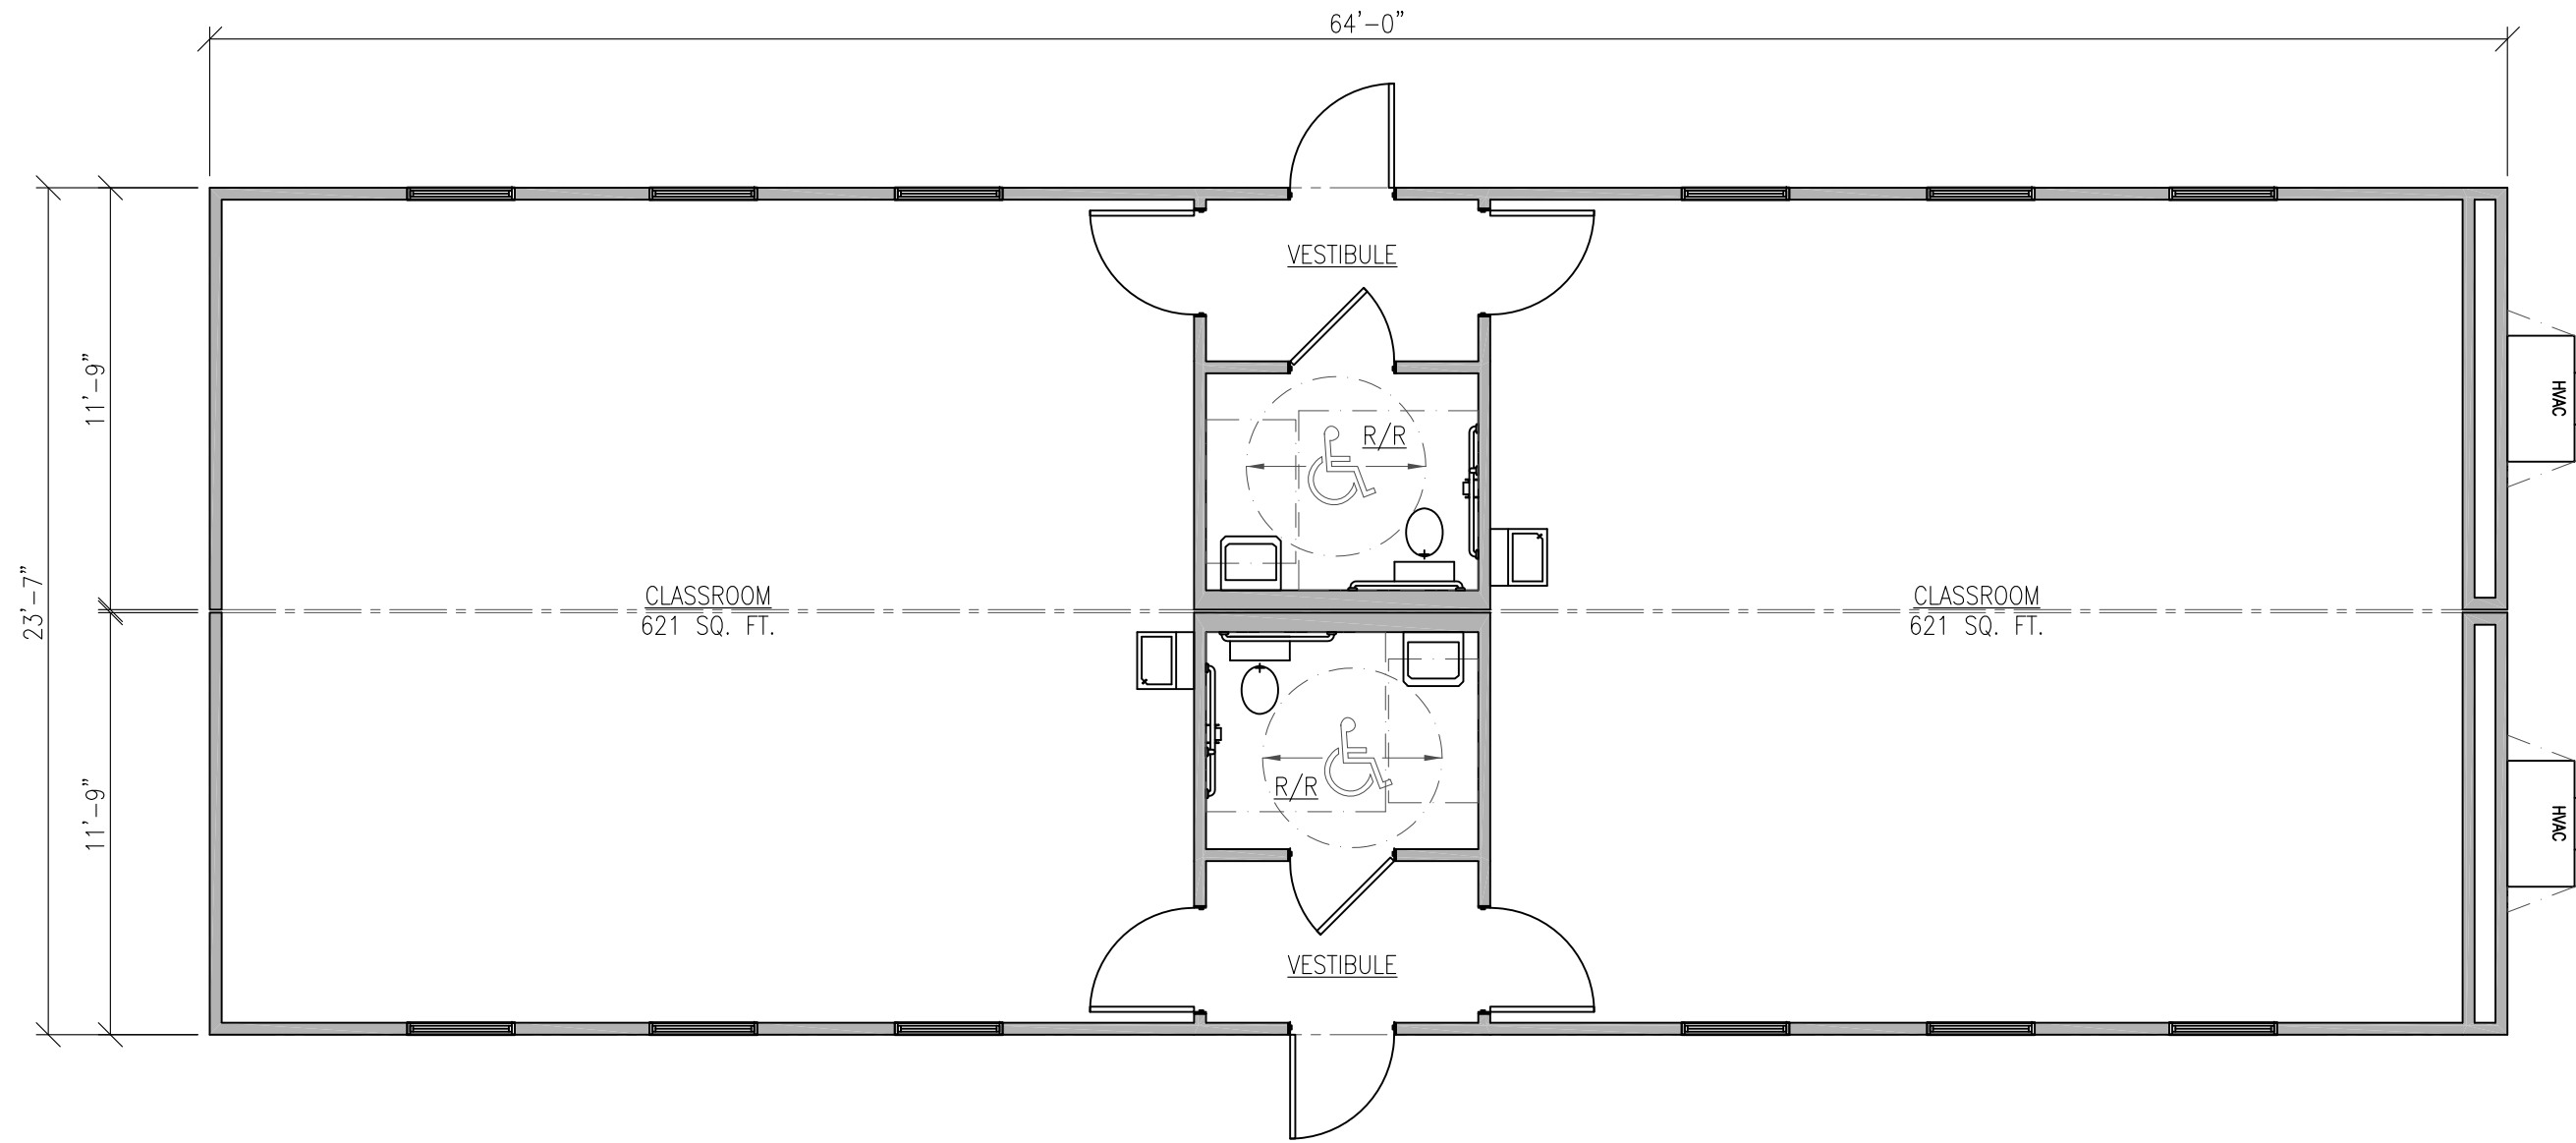 64'-0"
VESTIBULE
11'-9"
HVAC
R/R
23'-7"
CLASSROOM
621 SQ. FT.
CLASSROOM
621 SQ. FT.
R/R
11'-9"
HVAC
VESTIBULE